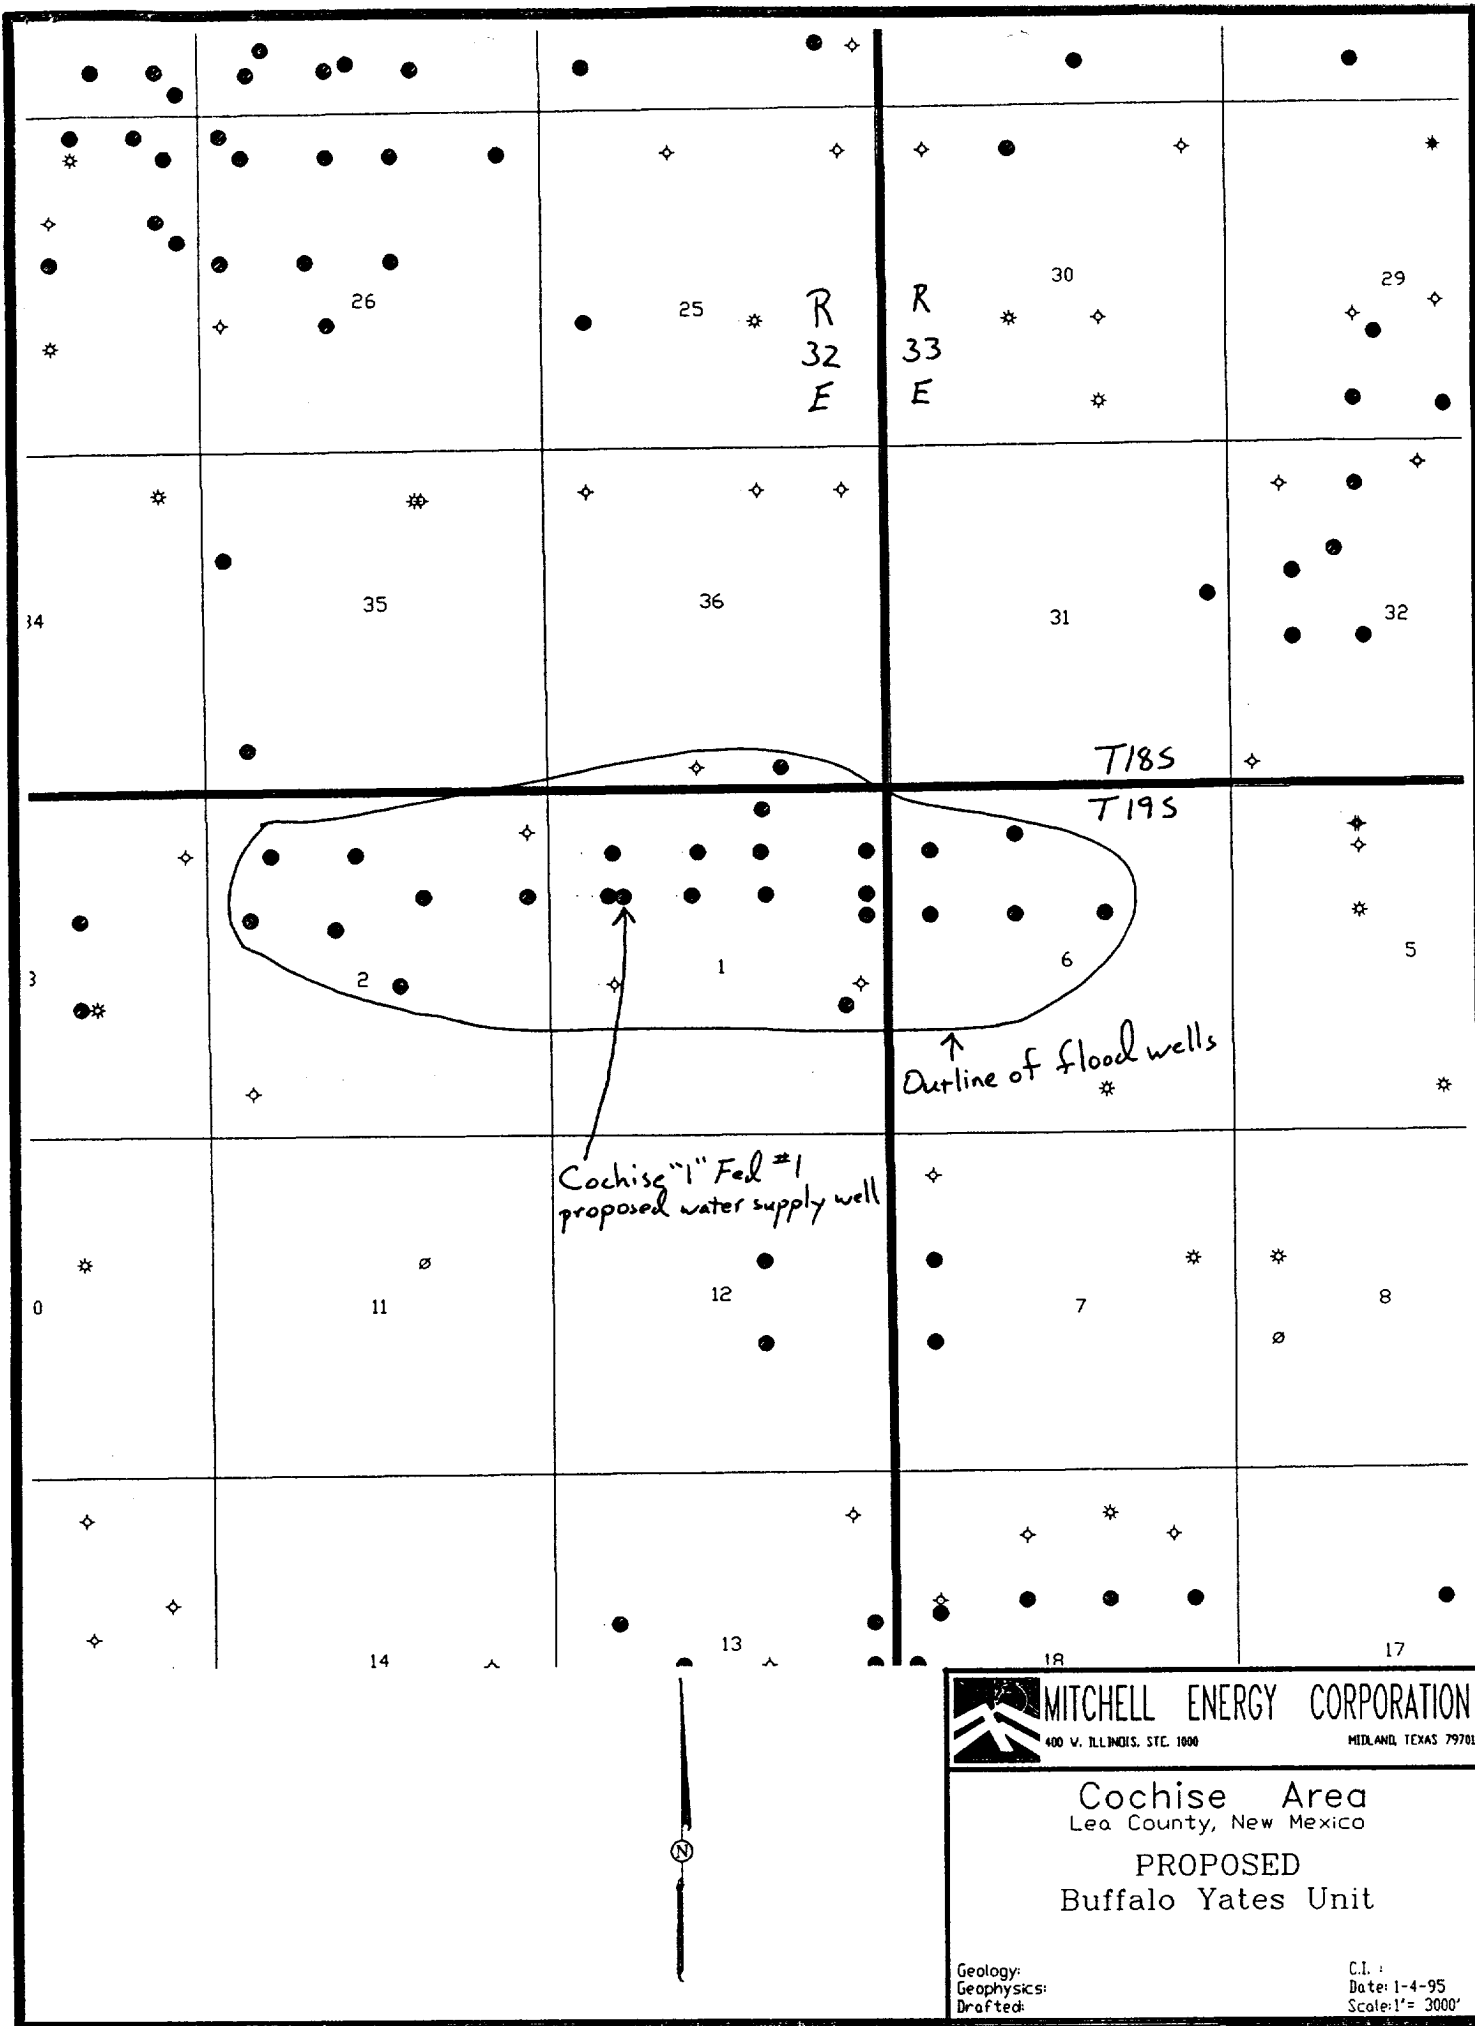 26
25
30
29
R
32
E
R
33
E
34
35
36
31
32
T18S
T19S
3
2
1
6
5
Outline of flood wells
Cochise "1" Fed #1
proposed water supply well
0
11
12
7
8
14
13
18
17
N
MITCHELL ENERGY CORPORATION
400 W. ILLINOIS, STE. 1000 MIDLAND, TEXAS 79701
Cochise Area
Lea County, New Mexico
PROPOSED
Buffalo Yates Unit
Geology:
Geophysics:
Drafted:
C.I. :
Date: 1-4-95
Scale:1"= 3000'